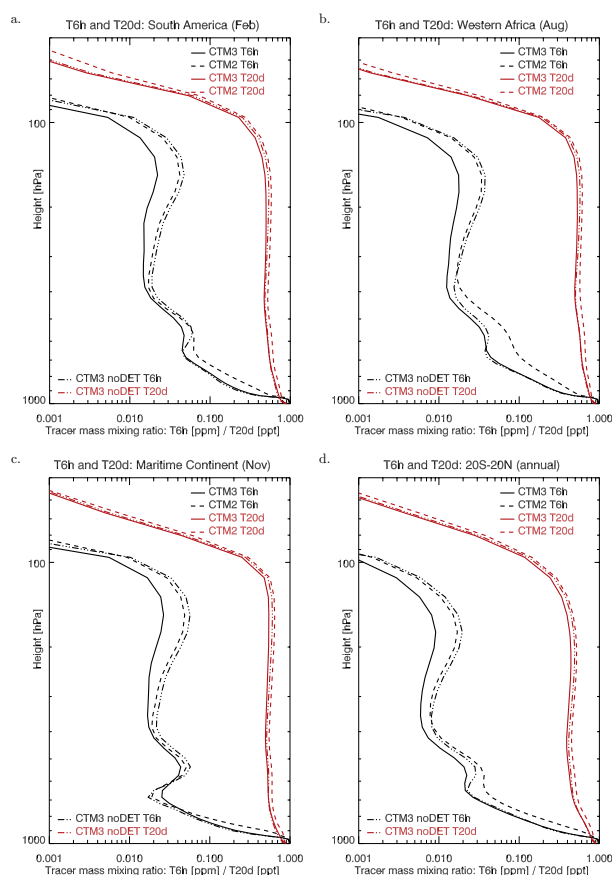 a.
T6h and T20d: South America (Feb)
CTM3 T6h
CTM2 T6h
CTM3 T20d
CTM2 T20d
100
Height [hPa]
CTM3 noDET T6h
CTM3 noDET T20d
1000
0.001 0.010 0.100 1.000
Tracer mass mixing ratio: T6h [ppm] / T20d [ppt]
b.
T6h and T20d: Western Africa (Aug)
CTM3 T6h
CTM2 T6h
CTM3 T20d
CTM2 T20d
100
Height [hPa]
CTM3 noDET T6h
CTM3 noDET T20d
1000
0.001 0.010 0.100 1.000
Tracer mass mixing ratio: T6h [ppm] / T20d [ppt]
c.
T6h and T20d: Maritime Continent (Nov)
CTM3 T6h
CTM2 T6h
CTM3 T20d
CTM2 T20d
100
Height [hPa]
CTM3 noDET T6h
CTM3 noDET T20d
1000
0.001 0.010 0.100 1.000
Tracer mass mixing ratio: T6h [ppm] / T20d [ppt]
d.
T6h and T20d: 20S-20N (annual)
CTM3 T6h
CTM2 T6h
CTM3 T20d
CTM2 T20d
100
Height [hPa]
CTM3 noDET T6h
CTM3 noDET T20d
1000
0.001 0.010 0.100 1.000
Tracer mass mixing ratio: T6h [ppm] / T20d [ppt]